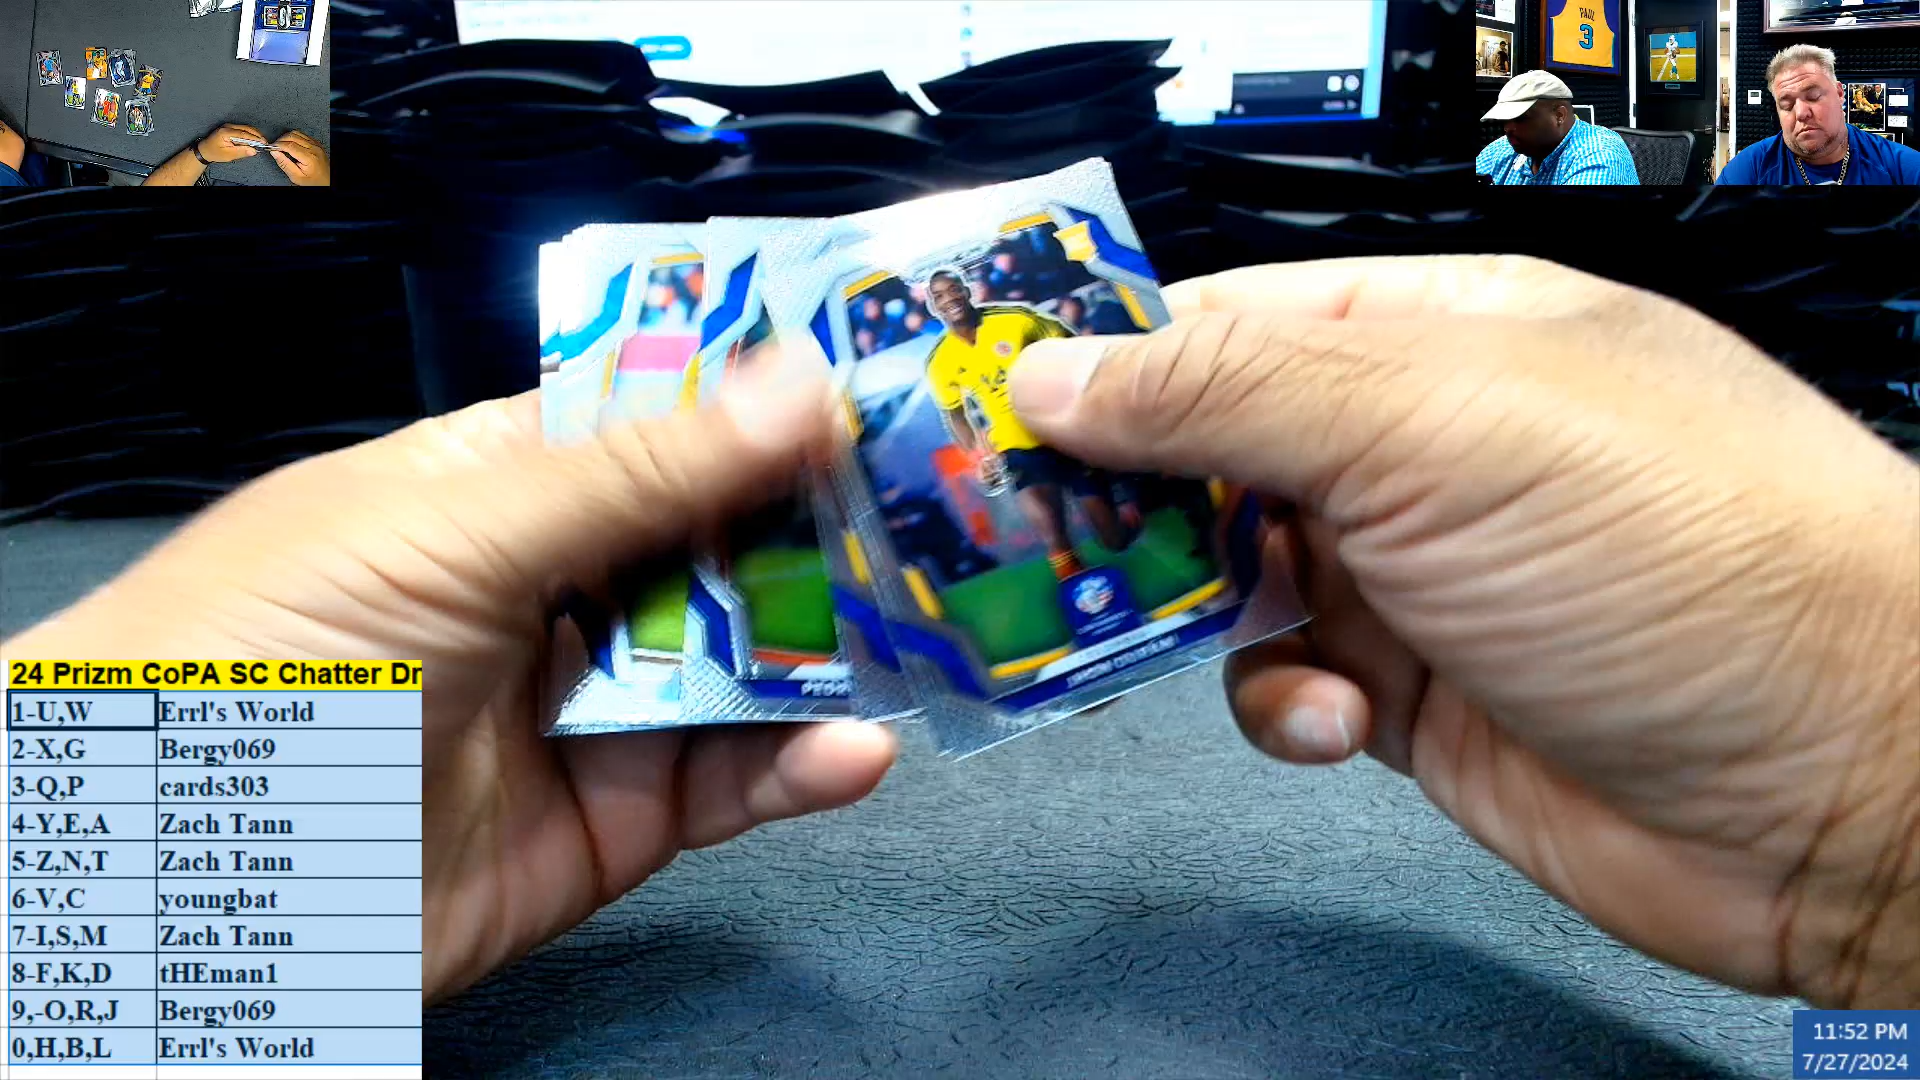 PAUL
3
24 Prizm CoPA SC Chatter Dr
1-U,W Errl's World
2-X,G Bergy069
3-Q,P cards303
4-Y,E,A Zach Tann
5-Z,N,T Zach Tann
6-V,C youngbat
7-I,S,M Zach Tann
8-F,K,D tHEman1
9,-O,R,J Bergy069
0,H,B,L Errl's World
11:52 PM
7/27/2024